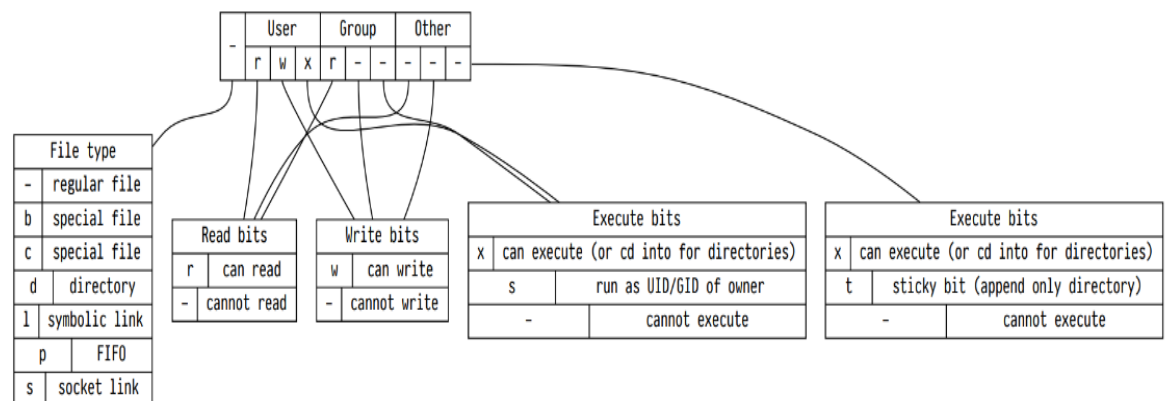 User Group Other
- r w x r - - - - -
File type
- regular file
b special file
c special file
d directory
l symbolic link
p FIFO
s socket link
Read bits
r can read
- cannot read
Write bits
w can write
- cannot write
Execute bits
x can execute (or cd into for directories)
s run as UID/GID of owner
- cannot execute
Execute bits
x can execute (or cd into for directories)
t sticky bit (append only directory)
- cannot execute